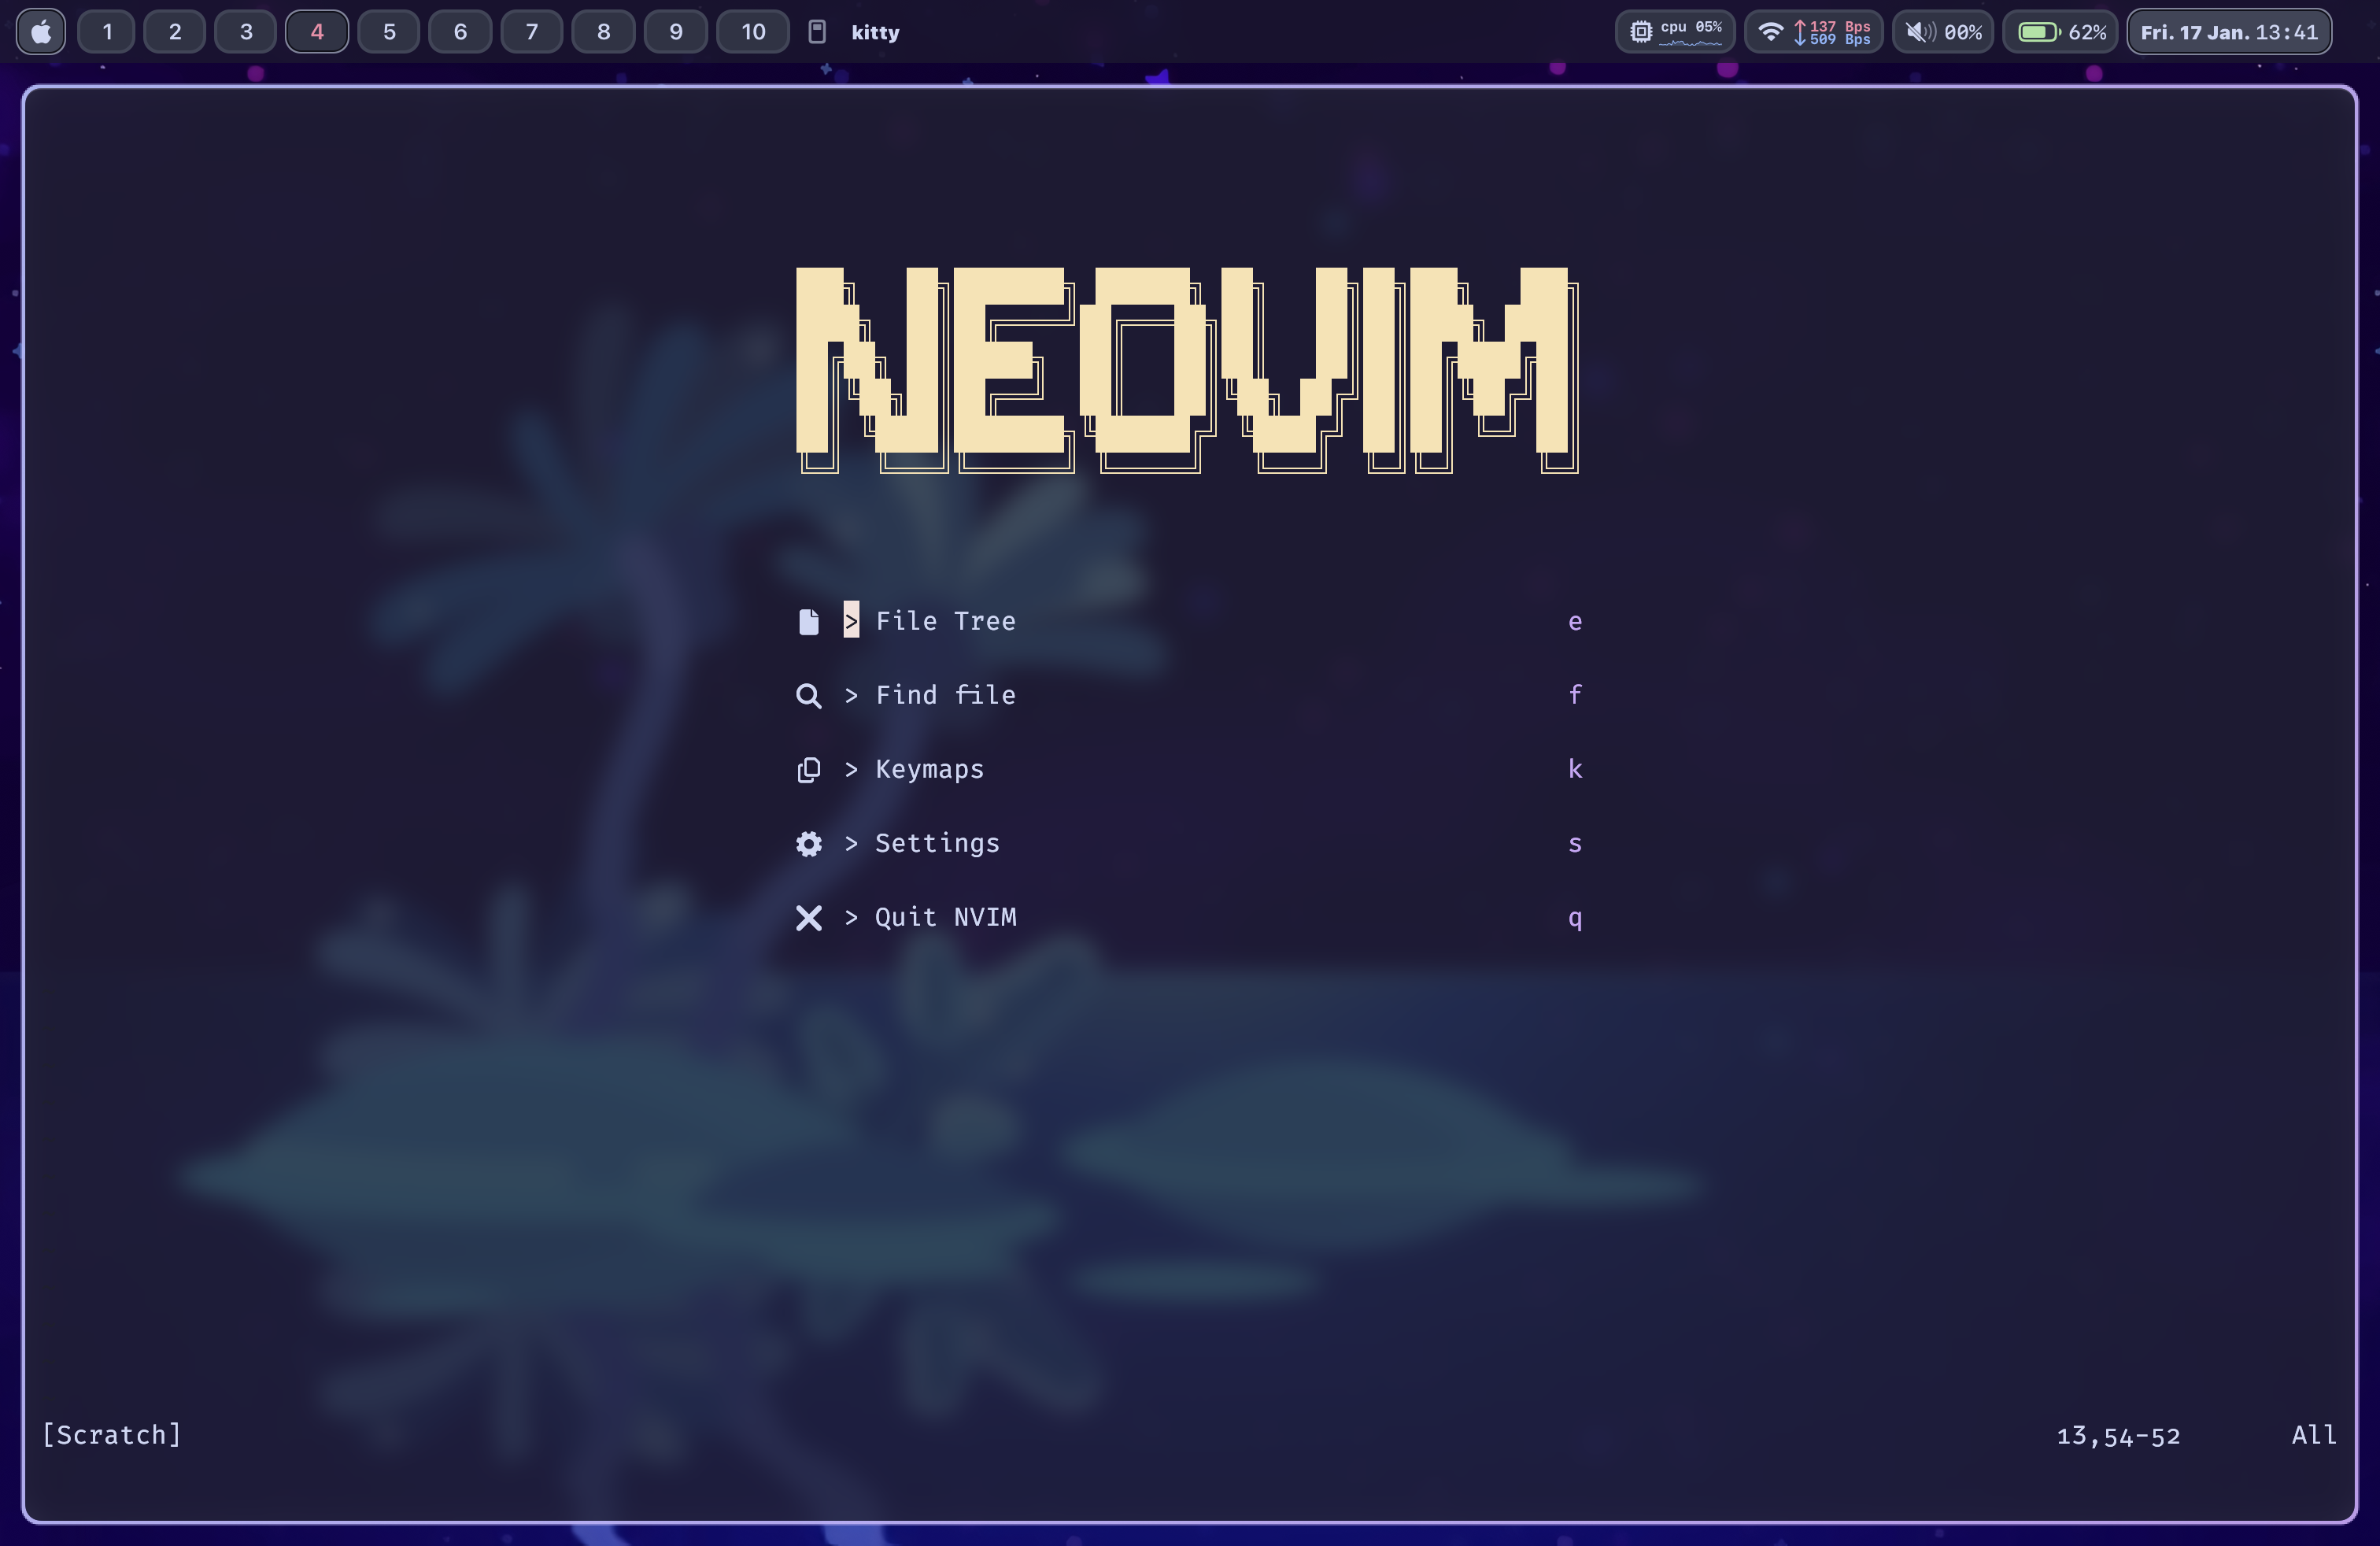 1 2 3 4 5 6 7 8 9 10 kitty cpu 05% 137 Bps 509 Bps 00% 62% Fri. 17 Jan. 13:41
NEOVIM
> File Tree e
> Find file f
> Keymaps k
> Settings s
> Quit NVIM q
[Scratch] 13,54-52 All